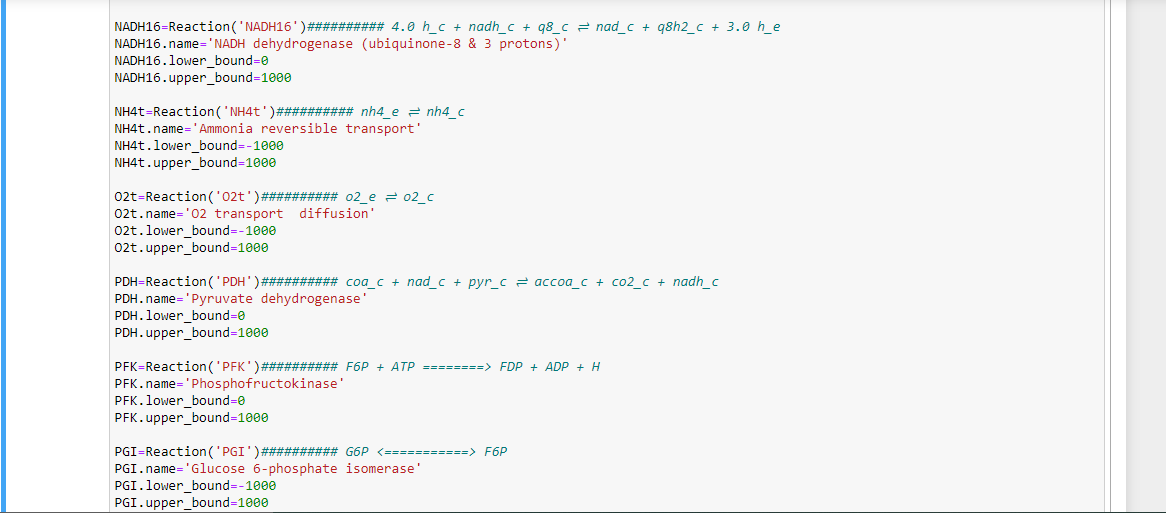 NADH16=Reaction('NADH16')########## 4.0 h_c + nadh_c + q8_c ⇌ nad_c + q8h2_c + 3.0 h_e
NADH16.name='NADH dehydrogenase (ubiquinone-8 & 3 protons)'
NADH16.lower_bound=0
NADH16.upper_bound=1000
NH4t=Reaction('NH4t')########## nh4_e ⇌ nh4_c
NH4t.name='Ammonia reversible transport'
NH4t.lower_bound=-1000
NH4t.upper_bound=1000
O2t=Reaction('O2t')########## o2_e ⇌ o2_c
O2t.name='O2 transport  diffusion'
O2t.lower_bound=-1000
O2t.upper_bound=1000
PDH=Reaction('PDH')########## coa_c + nad_c + pyr_c ⇌ accoa_c + co2_c + nadh_c
PDH.name='Pyruvate dehydrogenase'
PDH.lower_bound=0
PDH.upper_bound=1000
PFK=Reaction('PFK')########## F6P + ATP ========> FDP + ADP + H
PFK.name='Phosphofructokinase'
PFK.lower_bound=0
PFK.upper_bound=1000
PGI=Reaction('PGI')########## G6P <===========> F6P
PGI.name='Glucose 6-phosphate isomerase'
PGI.lower_bound=-1000
PGI.upper_bound=1000